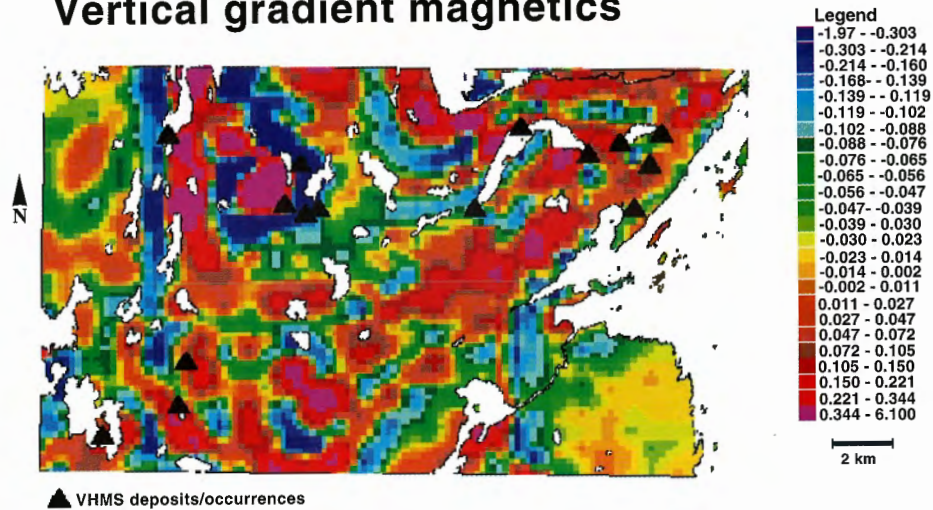 Vertical gradient magnetics
N
Legend
-1.97 - -0.303
-0.303 - -0.214
-0.214 - -0.160
-0.168- - 0.139
-0.139 - -0.119
-0.119 - -0.102
-0.102 - -0.088
-0.088 - -0.076
-0.076 - -0.065
-0.065 - -0.056
-0.056 - -0.047
-0.047- -0.039
-0.039 - 0.030
-0.030 - 0.023
-0.023 - 0.014
-0.014 - 0.002
-0.002 - 0.011
0.011 - 0.027
0.027 - 0.047
0.047 - 0.072
0.072 - 0.105
0.105 - 0.150
0.150 - 0.221
0.221 - 0.344
0.344 - 6.100
2 km
VHMS deposits/occurrences